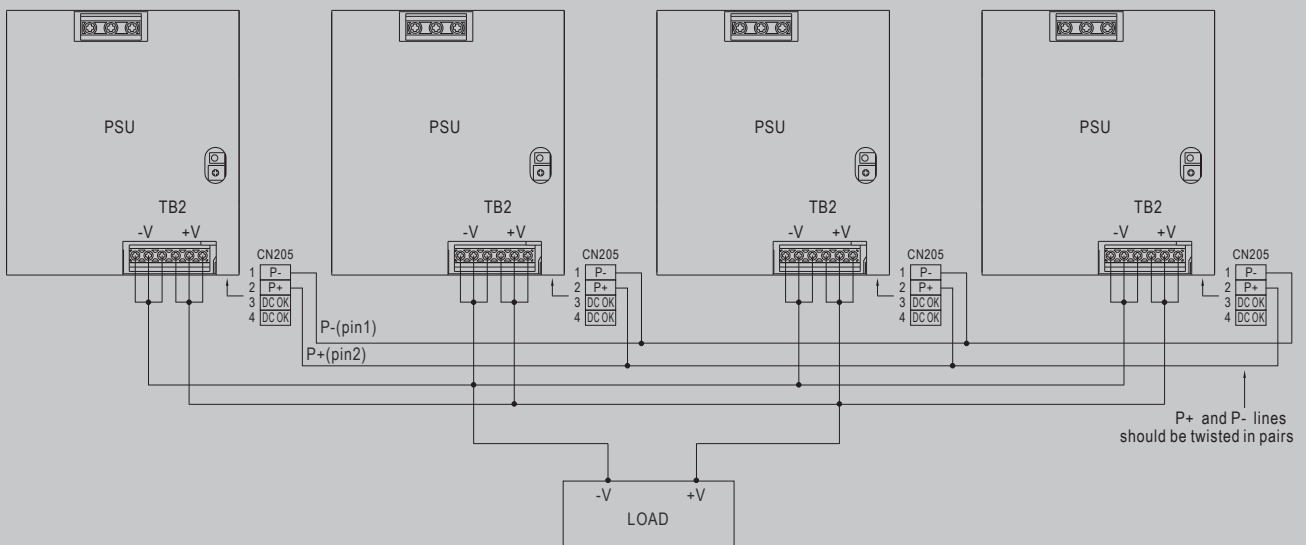 PSU PSU PSU PSU
TB2 TB2 TB2 TB2
-V +V -V +V -V +V -V +V
CN205 CN205 CN205 CN205
1 P- 1 P- 1 P- 1 P-
2 P+ 2 P+ 2 P+ 2 P+
3 DC OK 3 DC OK 3 DC OK 3 DC OK
4 DC OK 4 DC OK 4 DC OK 4 DC OK
P-(pin1)
P+(pin2)
P+ and P- lines
should be twisted in pairs
-V +V
LOAD